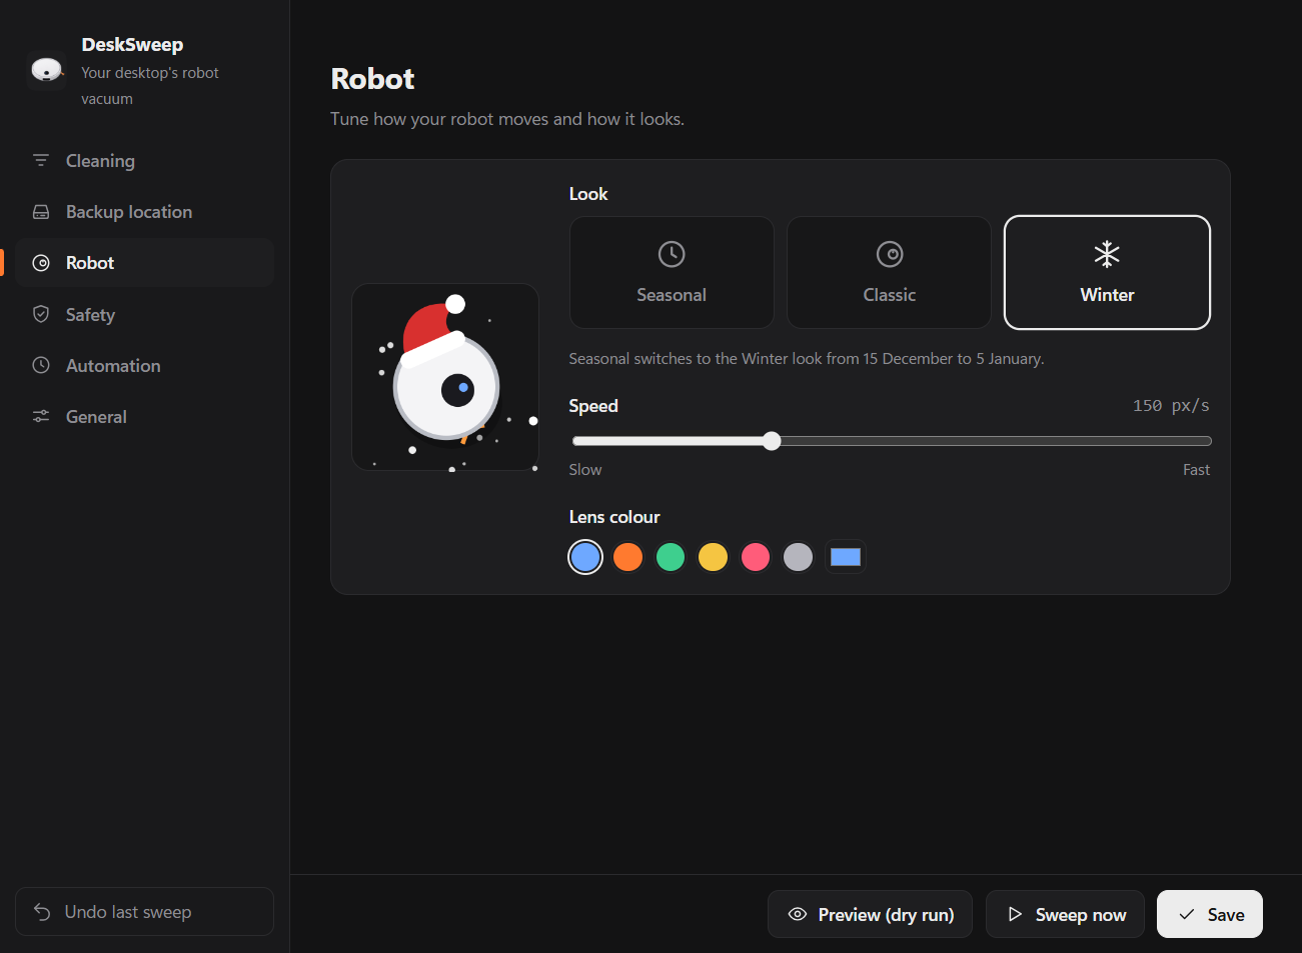 DeskSweep
Your desktop's robot
vacuum
Cleaning
Backup location
Robot
Safety
Automation
General
Undo last sweep
Robot
Tune how your robot moves and how it looks.
Look
Seasonal
Classic
Winter
Seasonal switches to the Winter look from 15 December to 5 January.
Speed
150 px/s
Slow
Fast
Lens colour
Preview (dry run)
Sweep now
Save